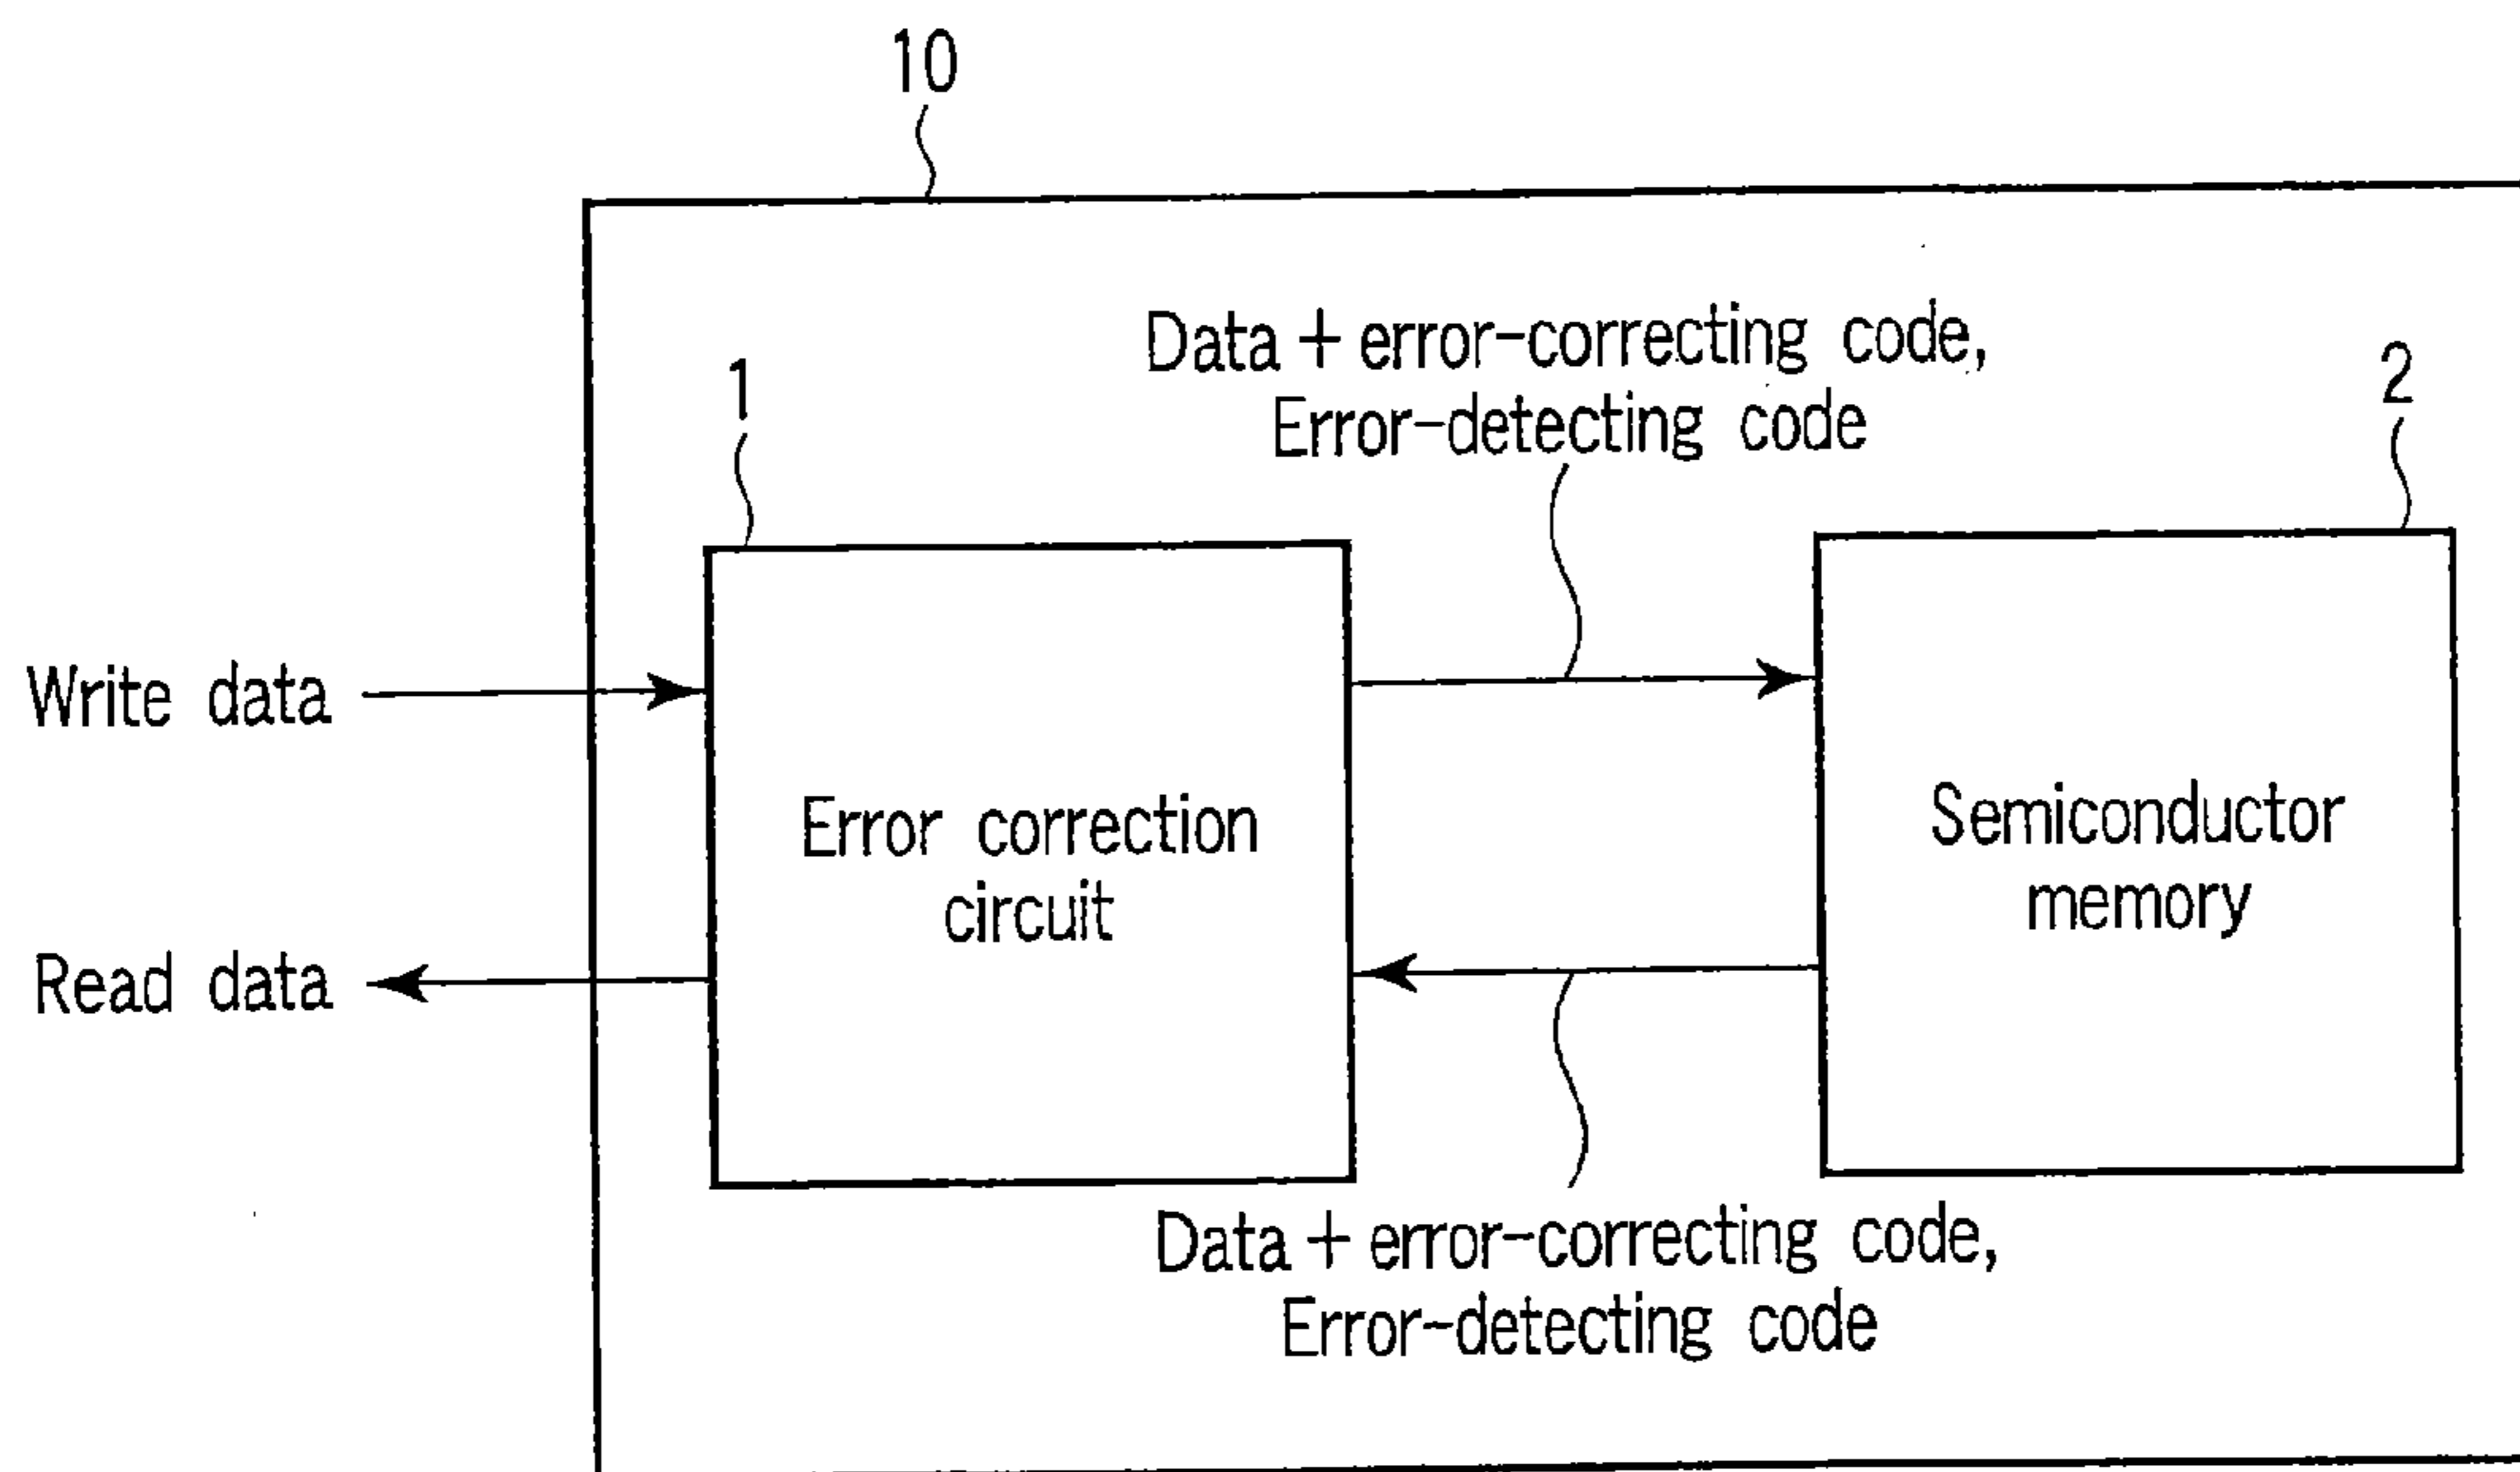 10
Data + error-correcting code,
Error-detecting code
1
2
Write data
Error correction
circuit
Semiconductor
memory
Read data
Data + error-correcting code,
Error-detecting code